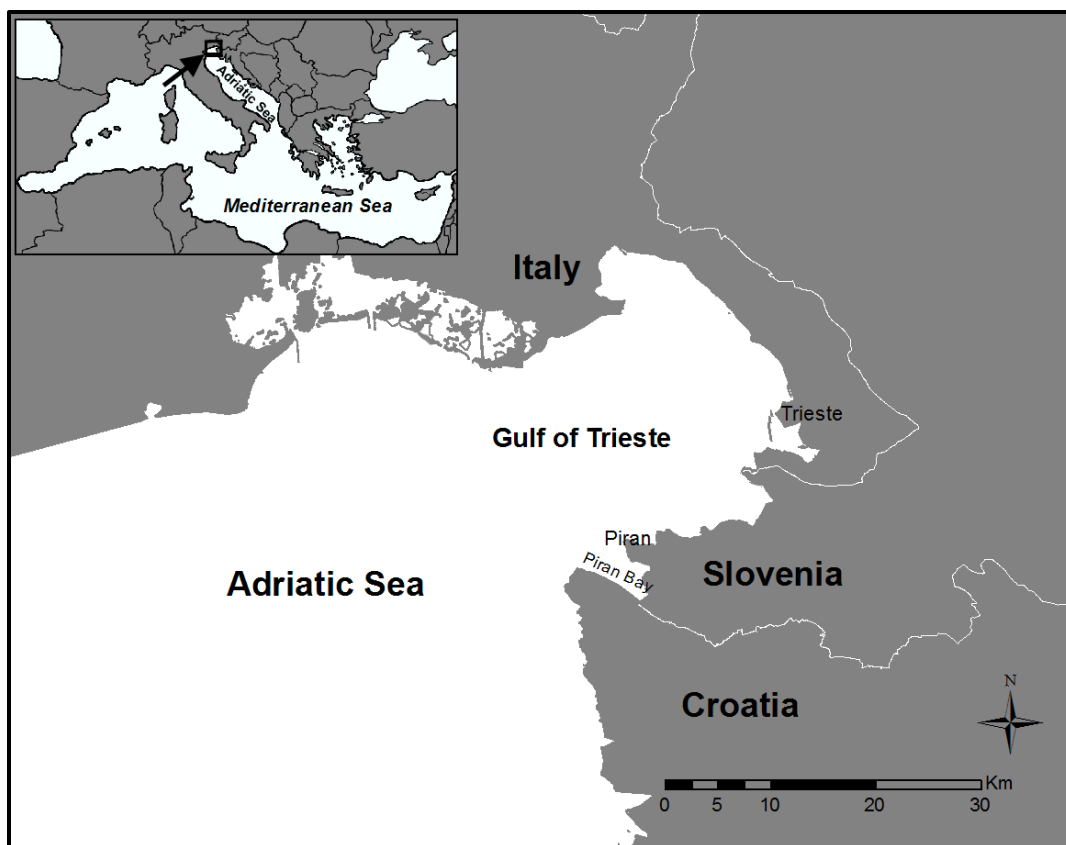 Adriatic Sea
Mediterranean Sea
Italy
Trieste
Gulf of Trieste
Piran
Piran Bay
Slovenia
Adriatic Sea
Croatia
N
Km
0 5 10 20 30